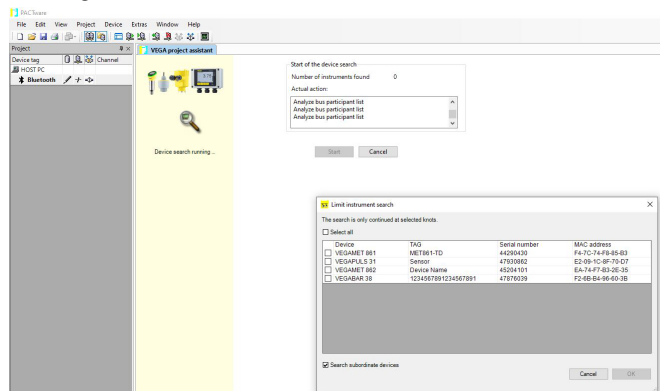 PACTware
File Edit View Project Device Extras Window Help
Project
VEGA project assistant
Device tag Channel
HOST PC
Bluetooth
Start of the device search
Number of instruments found 0
Actual action:
Analyze bus participant list
Analyze bus participant list
Analyze bus participant list
Device search running ...
Start Cancel
Limit instrument search
The search is only continued at selected knots.
Select all
Device TAG Serial number MAC address
VEGAMET 861 MET861-TD 44290430 F4-7C-74-F8-85-B3
VEGAPULS 31 Sensor 47930862 E2-09-1C-8F-70-D7
VEGAMET 862 Device Name 45204101 EA-74-F7-B3-2E-35
VEGABAR 38 1234567891234567891 47876039 F2-6B-B4-96-60-3B
Search subordinate devices
Cancel OK